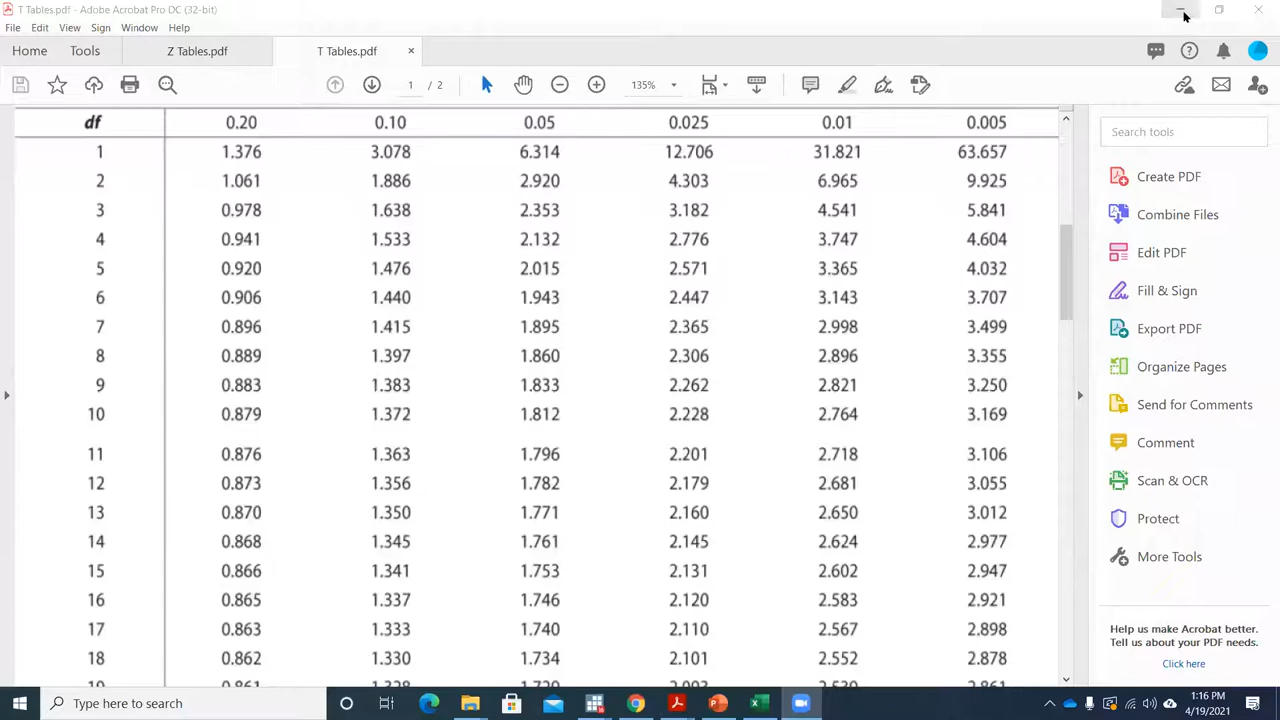 T Tables.pdf - Adobe Acrobat Pro DC (32-bit)
File Edit View Sign Window Help
Home Tools Z Tables.pdf T Tables.pdf ×
1 / 2 135%
df 0.20 0.10 0.05 0.025 0.01 0.005
1 1.376 3.078 6.314 12.706 31.821 63.657
2 1.061 1.886 2.920 4.303 6.965 9.925
3 0.978 1.638 2.353 3.182 4.541 5.841
4 0.941 1.533 2.132 2.776 3.747 4.604
5 0.920 1.476 2.015 2.571 3.365 4.032
6 0.906 1.440 1.943 2.447 3.143 3.707
7 0.896 1.415 1.895 2.365 2.998 3.499
8 0.889 1.397 1.860 2.306 2.896 3.355
9 0.883 1.383 1.833 2.262 2.821 3.250
10 0.879 1.372 1.812 2.228 2.764 3.169
11 0.876 1.363 1.796 2.201 2.718 3.106
12 0.873 1.356 1.782 2.179 2.681 3.055
13 0.870 1.350 1.771 2.160 2.650 3.012
14 0.868 1.345 1.761 2.145 2.624 2.977
15 0.866 1.341 1.753 2.131 2.602 2.947
16 0.865 1.337 1.746 2.120 2.583 2.921
17 0.863 1.333 1.740 2.110 2.567 2.898
18 0.862 1.330 1.734 2.101 2.552 2.878
Search tools
Create PDF
Combine Files
Edit PDF
Fill & Sign
Export PDF
Organize Pages
Send for Comments
Comment
Scan & OCR
Protect
More Tools
Help us make Acrobat better.
Tell us about your PDF needs.
Click here
Type here to search
1:16 PM
4/19/2021